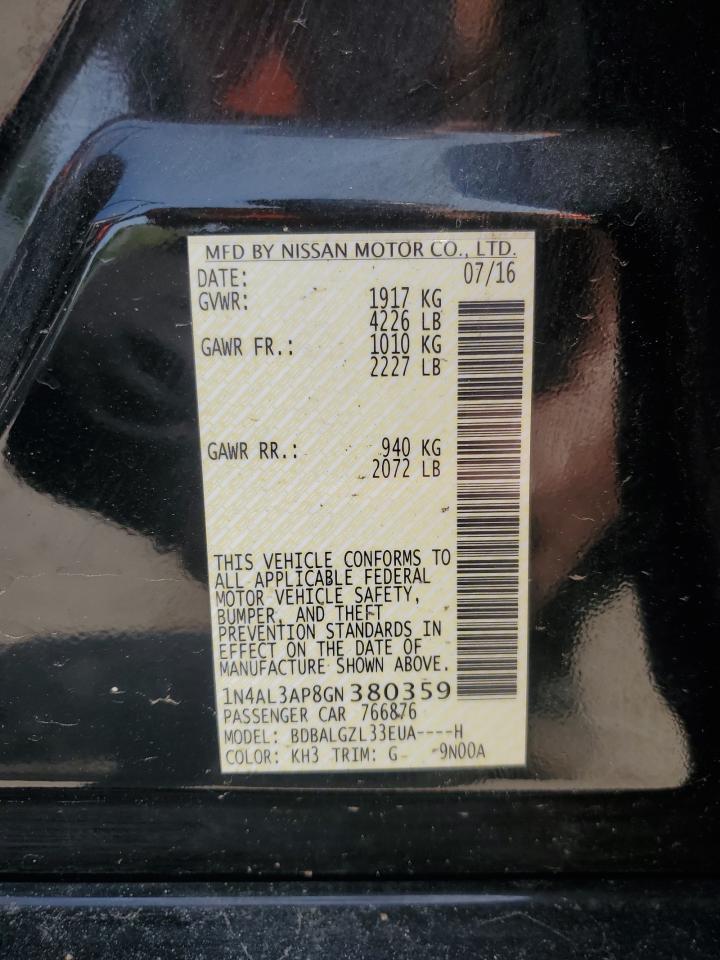 MFD BY NISSAN MOTOR CO., LTD.
DATE: 07/16
GVWR: 1917 KG
4226 LB
GAWR FR.: 1010 KG
2227 LB
GAWR RR.: 940 KG
2072 LB
THIS VEHICLE CONFORMS TO
ALL APPLICABLE FEDERAL
MOTOR VEHICLE SAFETY,
BUMPER, AND THEFT
PREVENTION STANDARDS IN
EFFECT ON THE DATE OF
MANUFACTURE SHOWN ABOVE.
1N4AL3AP8GN380359
PASSENGER CAR 766876
MODEL: BDBALGZL33EUA----H
COLOR: KH3 TRIM: G- 9N00A